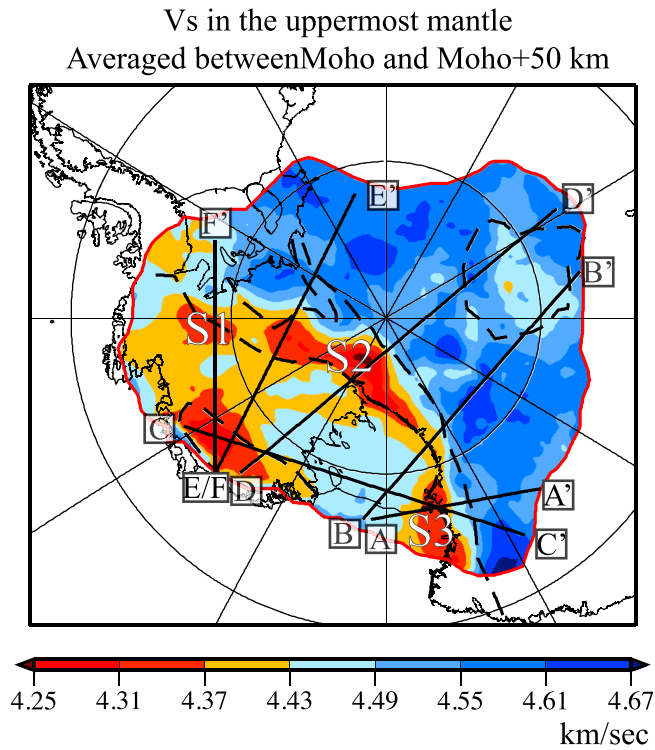 Vs in the uppermost mantle
Averaged betweenMoho and Moho+50 km
E'
D'
F'
B'
S1
S2
C
E/F
D
A'
B
A
S3
C'
4.25 4.31 4.37 4.43 4.49 4.55 4.61 4.67
km/sec